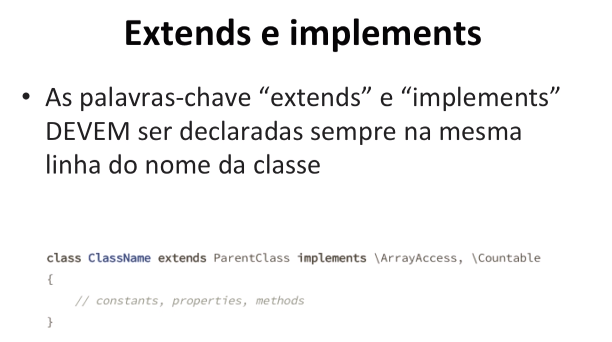 Extends e implements
• As palavras-chave “extends” e “implements”
DEVEM ser declaradas sempre na mesma
linha do nome da classe
class ClassName extends ParentClass implements \ArrayAccess, \Countable
{
    // constants, properties, methods
}